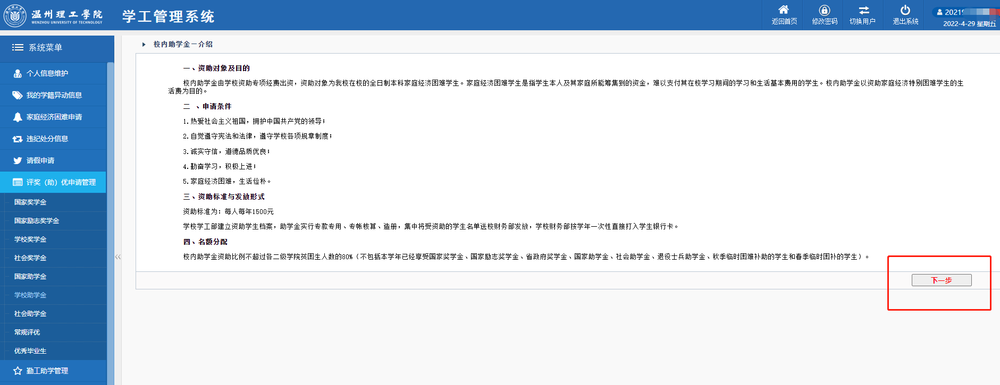 温州理工學院
WENZHOU UNIVERSITY OF TECHNOLOGY
学工管理系统
返回首页
修改密码
切换用户
退出系统
2021
2022-4-29 星期五
系统菜单
个人信息维护
我的学籍异动信息
家庭经济困难申请
违纪处分信息
请假申请
评奖（助）优申请管理
国家奖学金
国家励志奖学金
学校奖学金
社会奖学金
国家助学金
学校助学金
社会助学金
常规评优
优秀毕业生
勤工助学管理
校内助学金－介绍
一、资助对象及目的
校内助学金由学校资助专项经费出资，资助对象为我校在校的全日制本科家庭经济困难学生。家庭经济困难学生是指学生本人及其家庭所能筹集到的资金，难以支付其在校学习期间的学习和生活基本费用的学生。校内助学金以资助家庭经济特别困难学生的生
活费为目的。
二 、申请条件
1.热爱社会主义祖国，拥护中国共产党的领导；
2.自觉遵守宪法和法律，遵守学校各项规章制度；
3.诚实守信，道德品质优良；
4.勤奋学习，积极上进；
5.家庭经济困难，生活俭朴。
三、资助标准与发放形式
资助标准为：每人每年1500元
学校学工部建立资助学生档案，助学金实行专款专用、专帐核算、造册，集中将受资助的学生名单送校财务部发放，学校财务部按学年一次性直接打入学生银行卡。
四、名额分配
校内助学金资助比例不超过各二级学院贫困生人数的80%（不包括本学年已经享受国家奖学金、国家励志奖学金、省政府奖学金、国家助学金、社会助学金、退役士兵助学金、秋季临时困难补助的学生和春季临时困补的学生）。
下一步